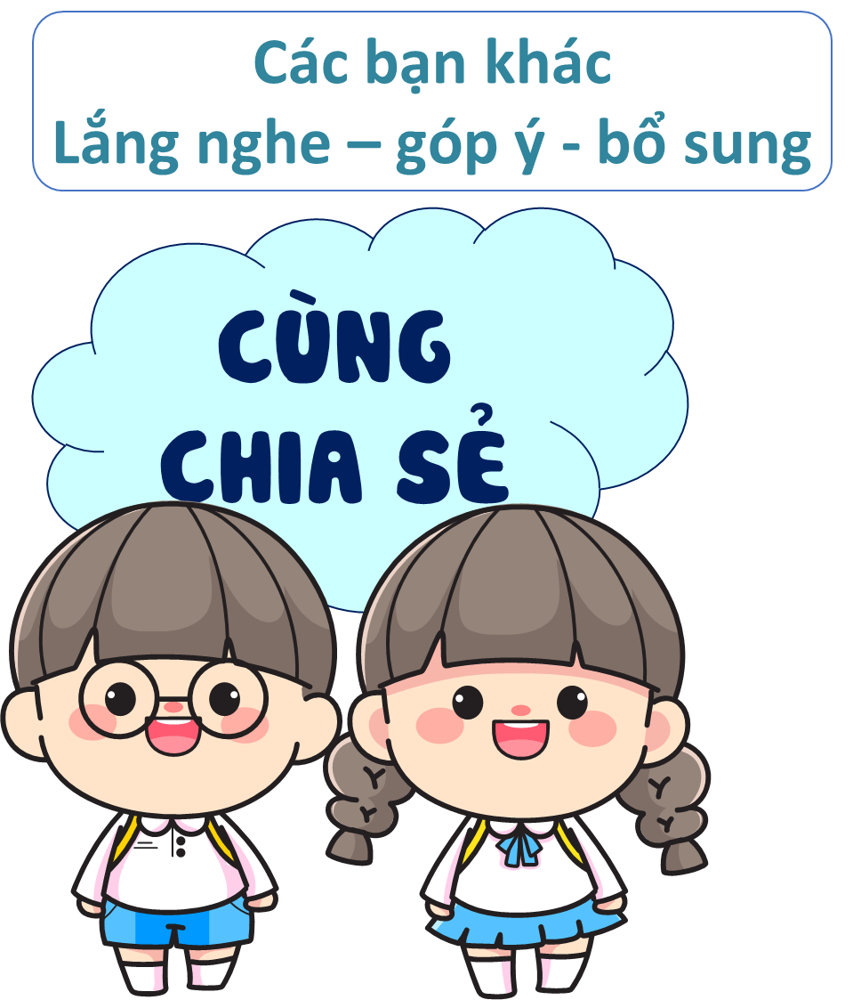 Các bạn khác
Lắng nghe – góp ý - bổ sung
CÙNG
CHIA SẺ